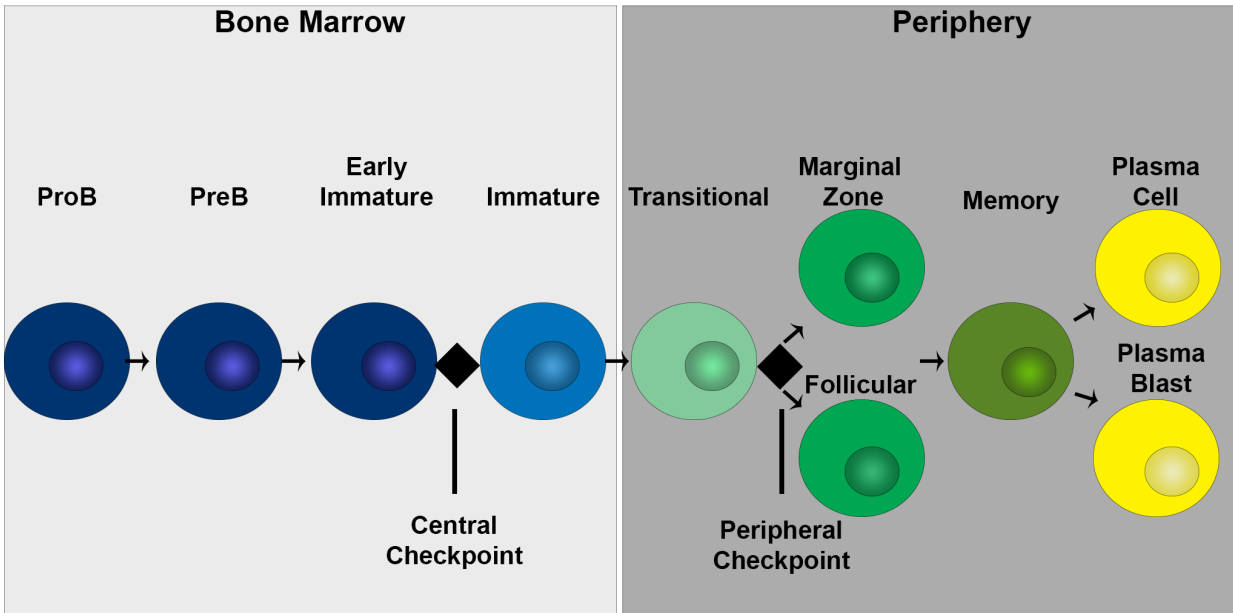 Bone Marrow
Periphery
ProB
PreB
Early
Immature
Immature
Transitional
Marginal
Zone
Follicular
Memory
Plasma
Cell
Plasma
Blast
Central
Checkpoint
Peripheral
Checkpoint